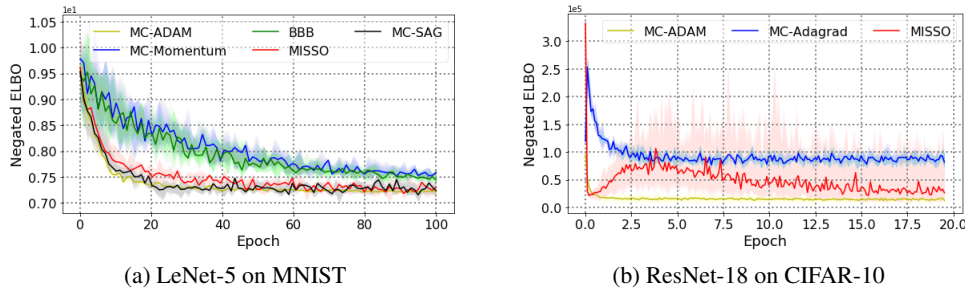 1e1
1.05
1.00
0.95
0.90
0.85
0.80
0.75
0.70
Negated ELBO
MC-ADAM BBB MC-SAG
MC-Momentum MISSO
0 20 40 60 80 100
Epoch
(a) LeNet-5 on MNIST
1e5
3.0
2.5
2.0
1.5
1.0
0.5
0.0
Negated ELBO
MC-ADAM MC-Adagrad MISSO
0.0 2.5 5.0 7.5 10.0 12.5 15.0 17.5 20.0
Epoch
(b) ResNet-18 on CIFAR-10